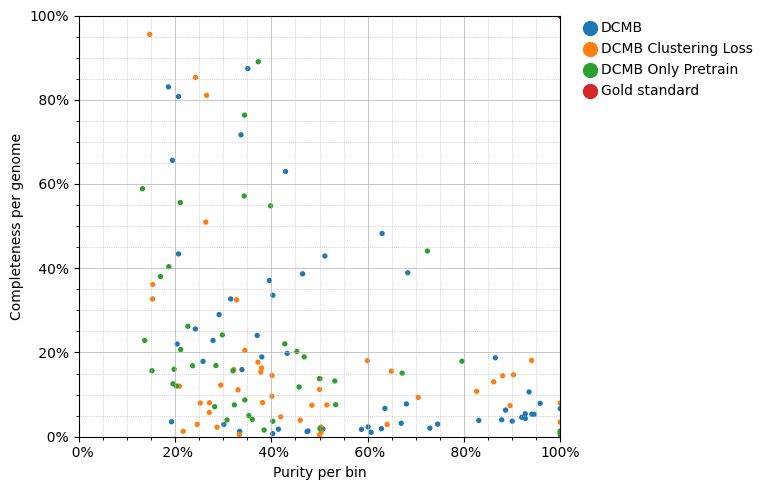 100%
80%
60%
40%
20%
0%
0%
20%
40%
60%
80%
100%
Completeness per genome
Purity per bin
DCMB
DCMB Clustering Loss
DCMB Only Pretrain
Gold standard